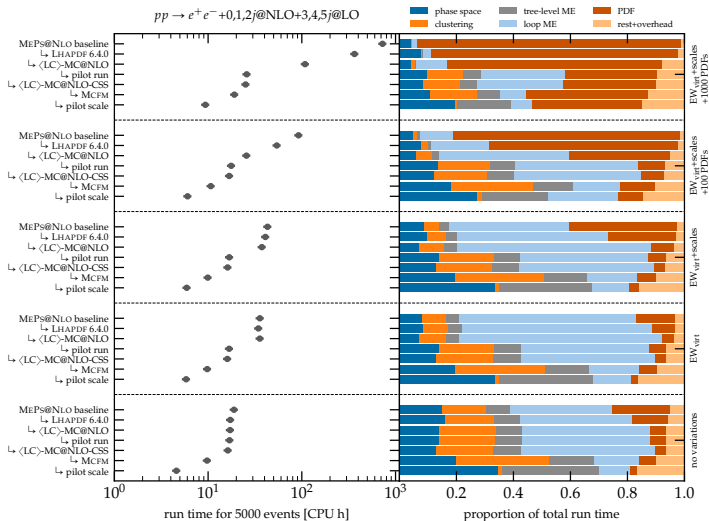 pp → e⁺e⁻+0,1,2j@NLO+3,4,5j@LO
phase space
clustering
tree-level ME
loop ME
PDF
rest+overhead
MEPS@NLO baseline
↳ LHAPDF 6.4.0
↳ ⟨LC⟩-MC@NLO
↳ pilot run
↳ ⟨LC⟩-MC@NLO-CSS
↳ MCFM
↳ pilot scale
EWvirt+scales
+1000 PDFs
MEPS@NLO baseline
↳ LHAPDF 6.4.0
↳ ⟨LC⟩-MC@NLO
↳ pilot run
↳ ⟨LC⟩-MC@NLO-CSS
↳ MCFM
↳ pilot scale
EWvirt+scales
+100 PDFs
MEPS@NLO baseline
↳ LHAPDF 6.4.0
↳ ⟨LC⟩-MC@NLO
↳ pilot run
↳ ⟨LC⟩-MC@NLO-CSS
↳ MCFM
↳ pilot scale
EWvirt+scales
MEPS@NLO baseline
↳ LHAPDF 6.4.0
↳ ⟨LC⟩-MC@NLO
↳ pilot run
↳ ⟨LC⟩-MC@NLO-CSS
↳ MCFM
↳ pilot scale
EWvirt
MEPS@NLO baseline
↳ LHAPDF 6.4.0
↳ ⟨LC⟩-MC@NLO
↳ pilot run
↳ ⟨LC⟩-MC@NLO-CSS
↳ MCFM
↳ pilot scale
no variations
10⁰ 10¹ 10² 10³ 0.2 0.4 0.6 0.8 1.0
run time for 5000 events [CPU h]
proportion of total run time